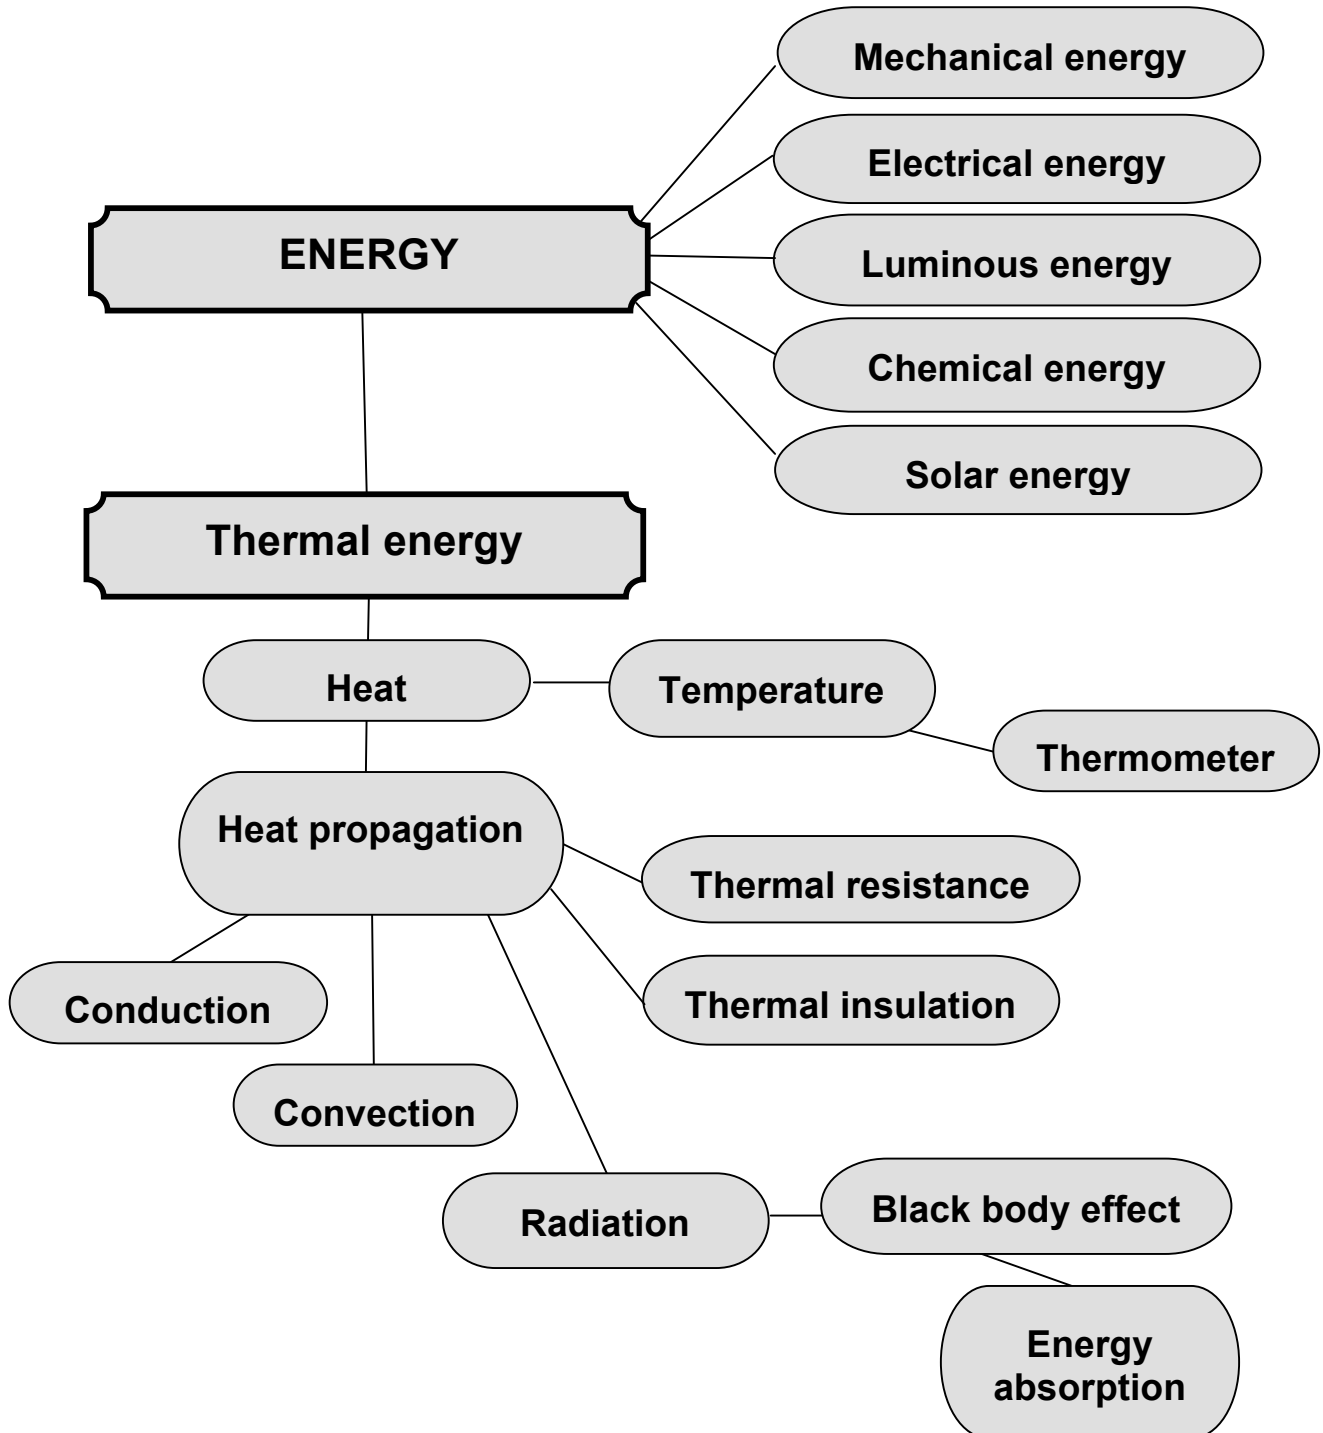 Mechanical energy
Electrical energy
ENERGY
Luminous energy
Chemical energy
Solar energy
Thermal energy
Heat
Temperature
Thermometer
Heat propagation
Thermal resistance
Thermal insulation
Conduction
Convection
Radiation
Black body effect
Energy
absorption